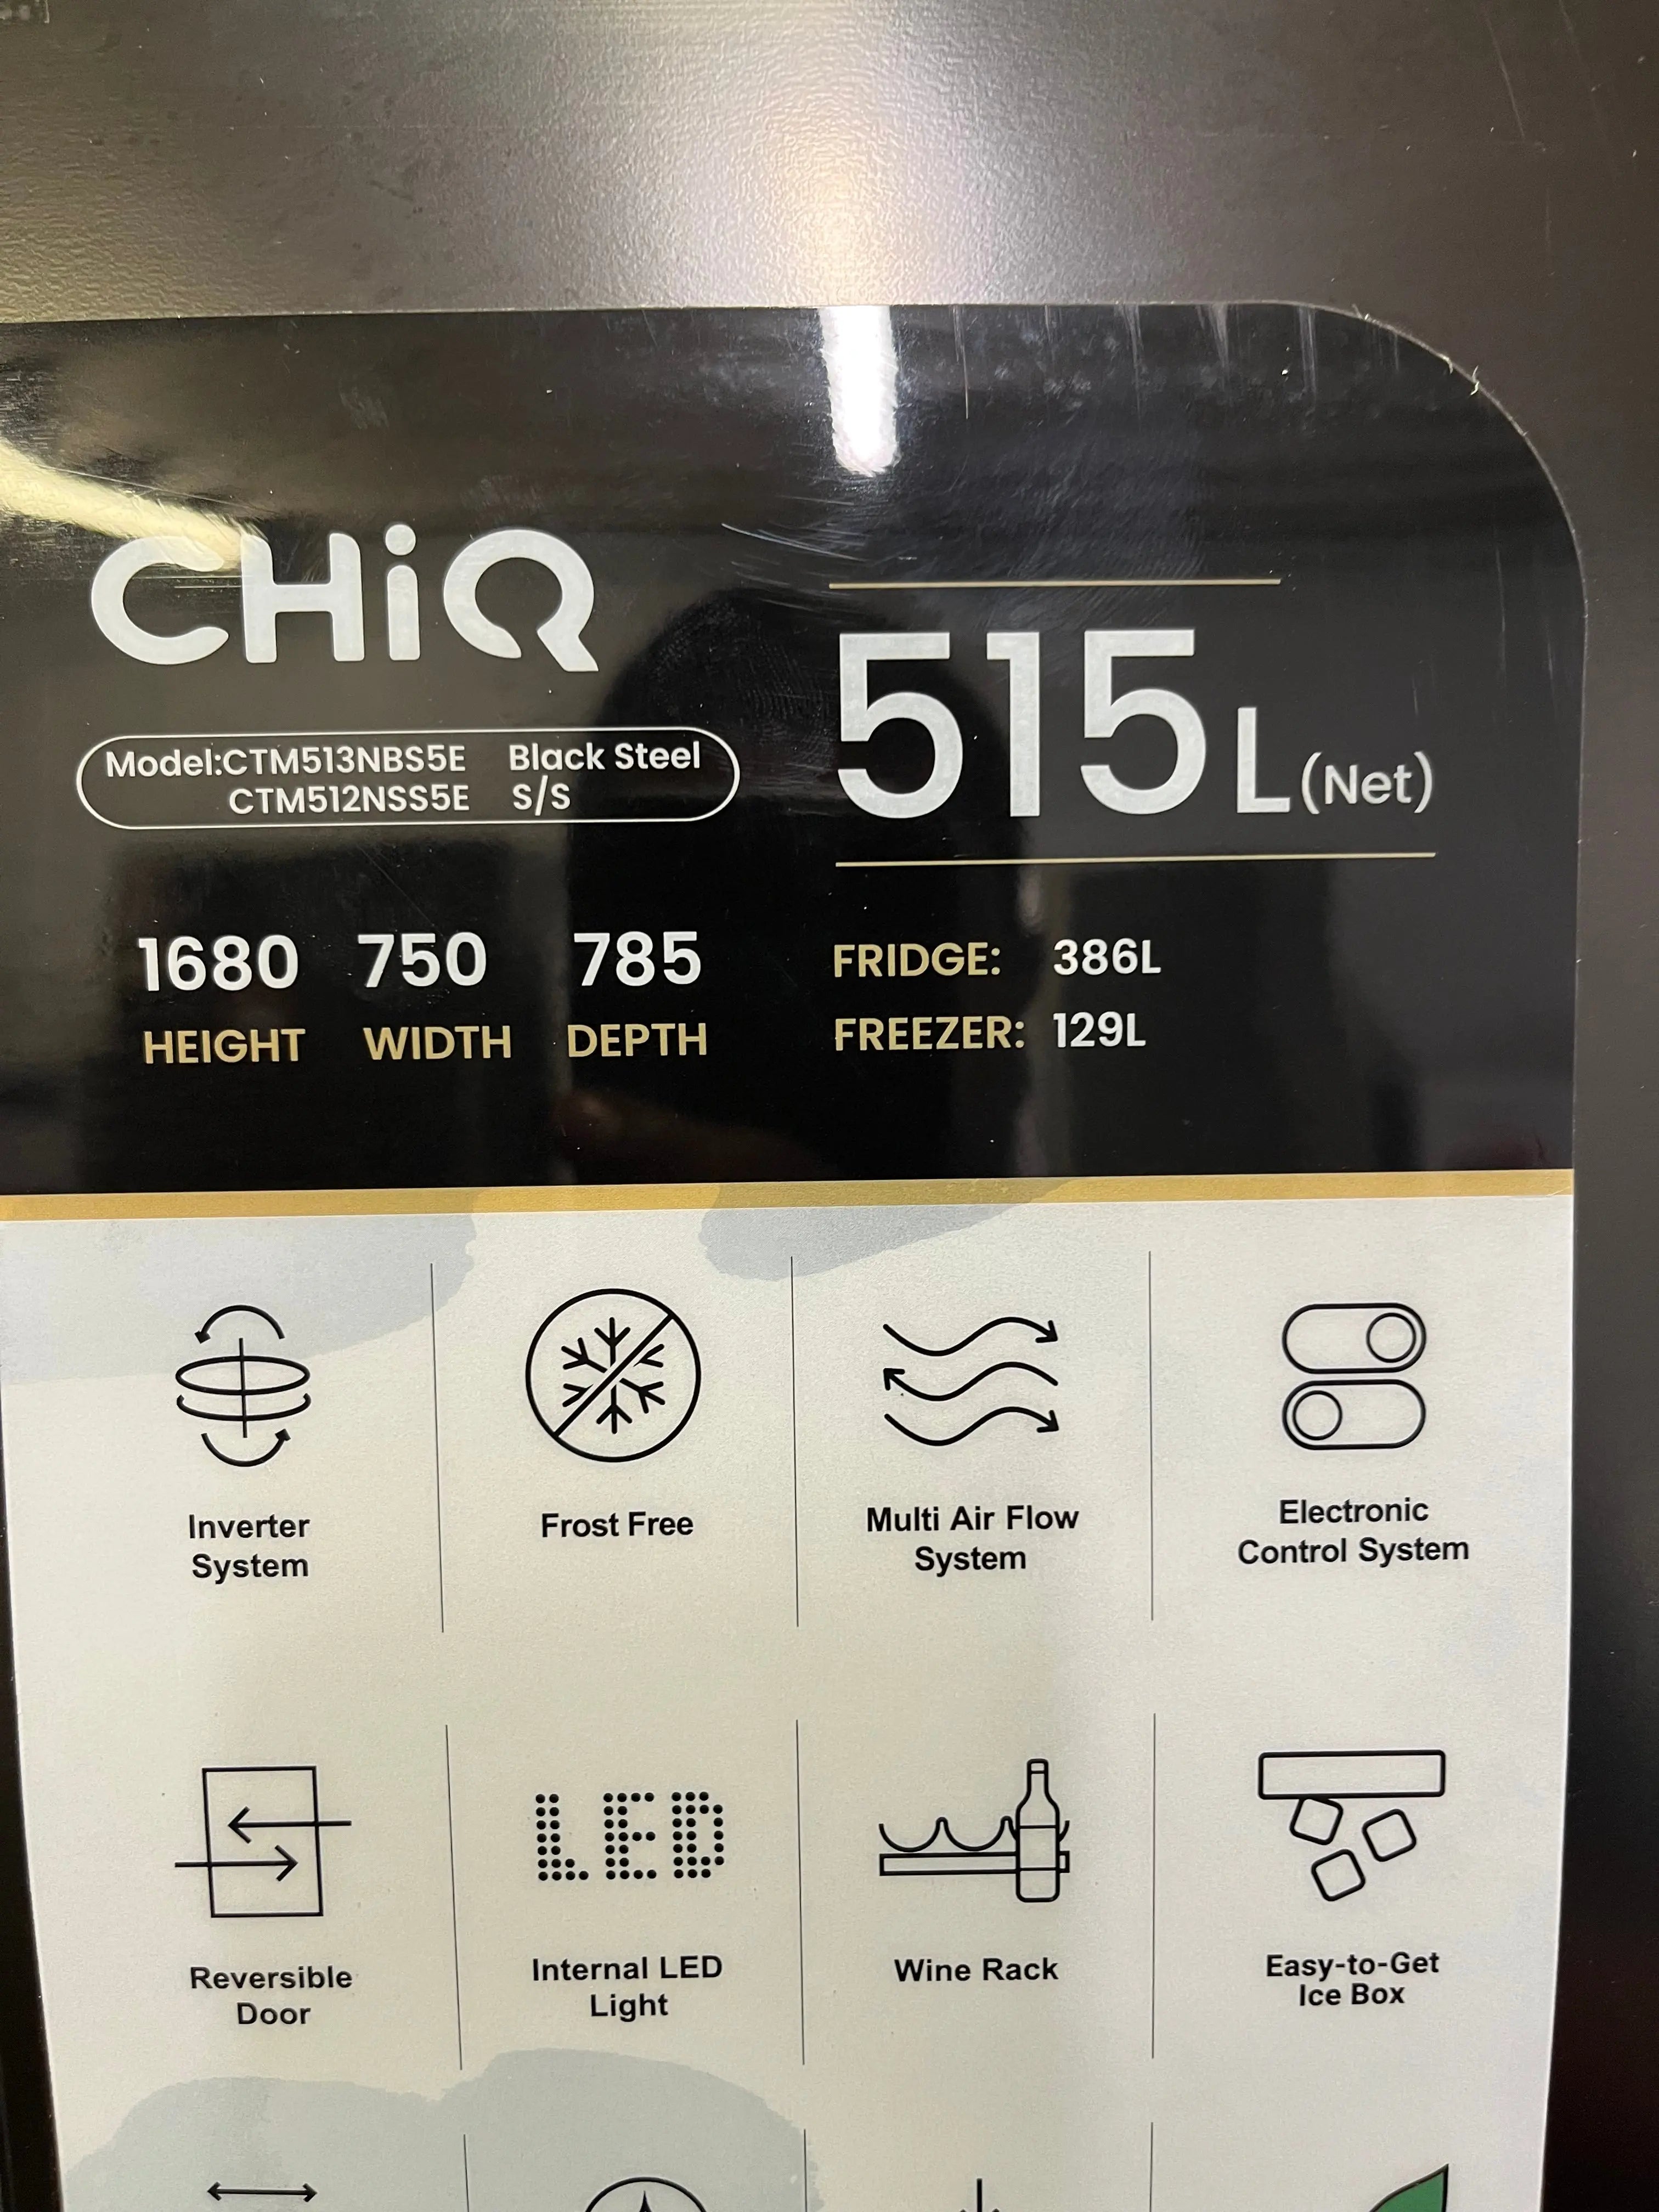 CHiQ
Model:CTM513NBS5E Black Steel
CTM512NSS5E S/S
515L(Net)
1680 750 785
HEIGHT WIDTH DEPTH
FRIDGE: 386L
FREEZER: 129L
Inverter
System
Frost Free
Multi Air Flow
System
Electronic
Control System
Reversible
Door
LED
Internal LED
Light
Wine Rack
Easy-to-Get
Ice Box